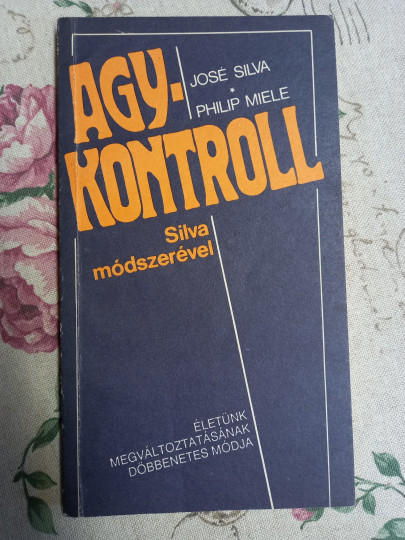 AGY-
KONTROLL
JOSÉ SILVA
*
PHILIP MIELE
Silva
módszerével
ÉLETÜNK
MEGVÁLTOZTATÁSÁNAK
DÖBBENETES MÓDJA